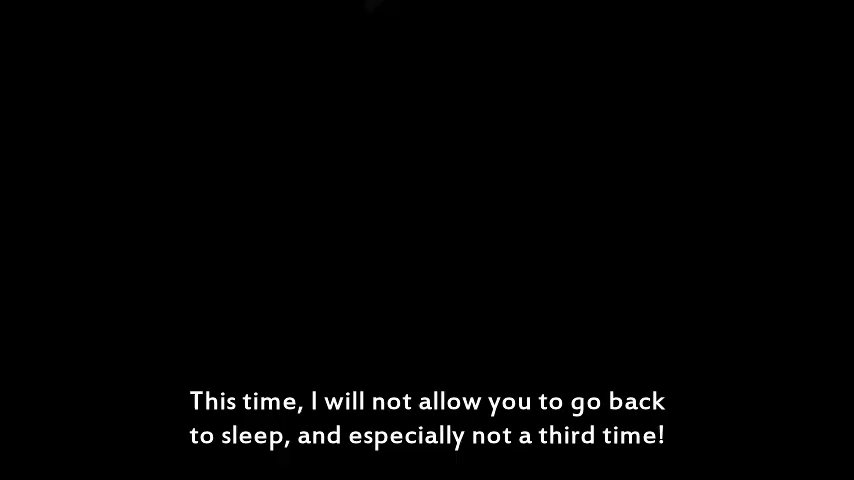 This time, I will not allow you to go back
to sleep, and especially not a third time!